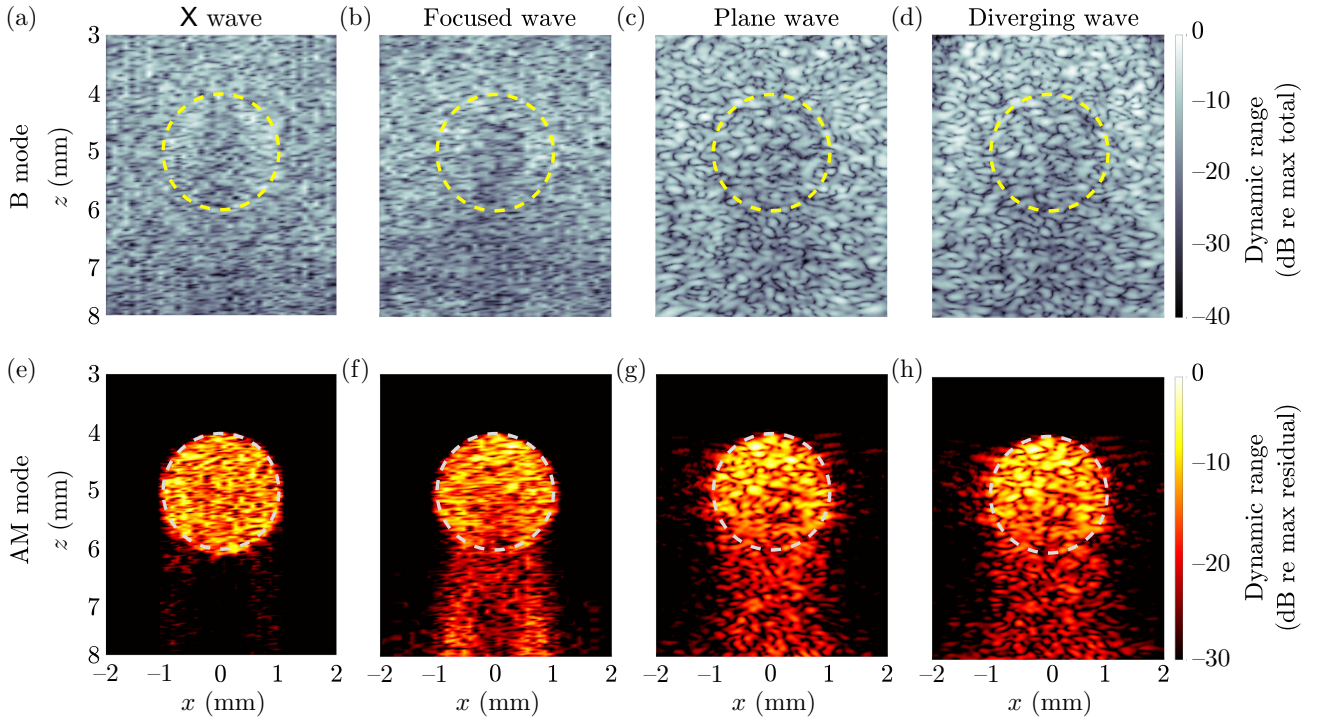 (a) X wave (b) Focused wave (c) Plane wave (d) Diverging wave
3 4 5 6 7 8
B mode
z (mm)
0 −10 −20 −30 −40
Dynamic range
(dB re max total)
(e) (f) (g) (h)
3 4 5 6 7 8
AM mode
z (mm)
−2 −1 0 1 2 −2 −1 0 1 2 −2 −1 0 1 2 −2 −1 0 1 2
x (mm) x (mm) x (mm) x (mm)
0 −10 −20 −30
Dynamic range
(dB re max residual)